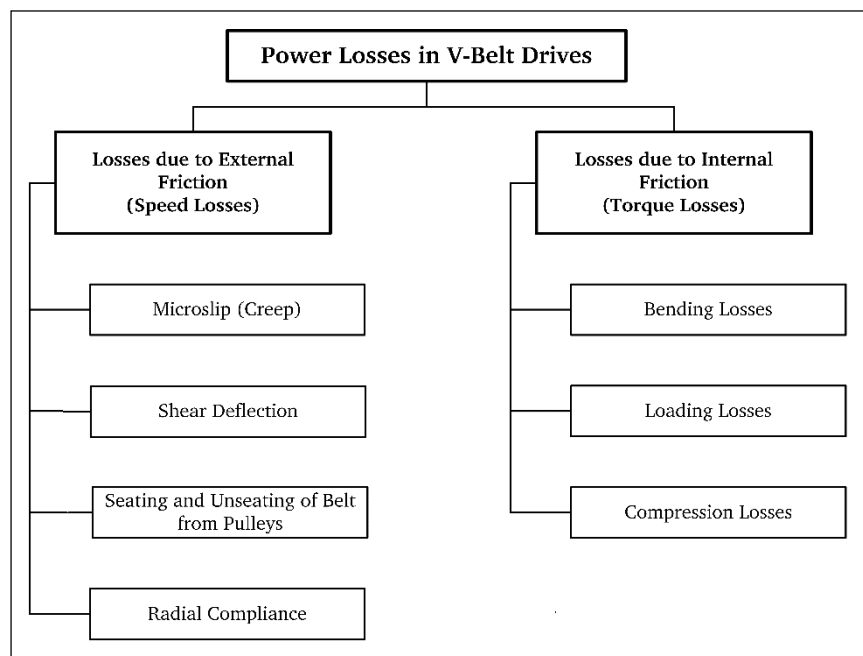 Power Losses in V-Belt Drives
Losses due to External
Friction
(Speed Losses)
Microslip (Creep)
Shear Deflection
Seating and Unseating of Belt
from Pulleys
Radial Compliance
Losses due to Internal
Friction
(Torque Losses)
Bending Losses
Loading Losses
Compression Losses